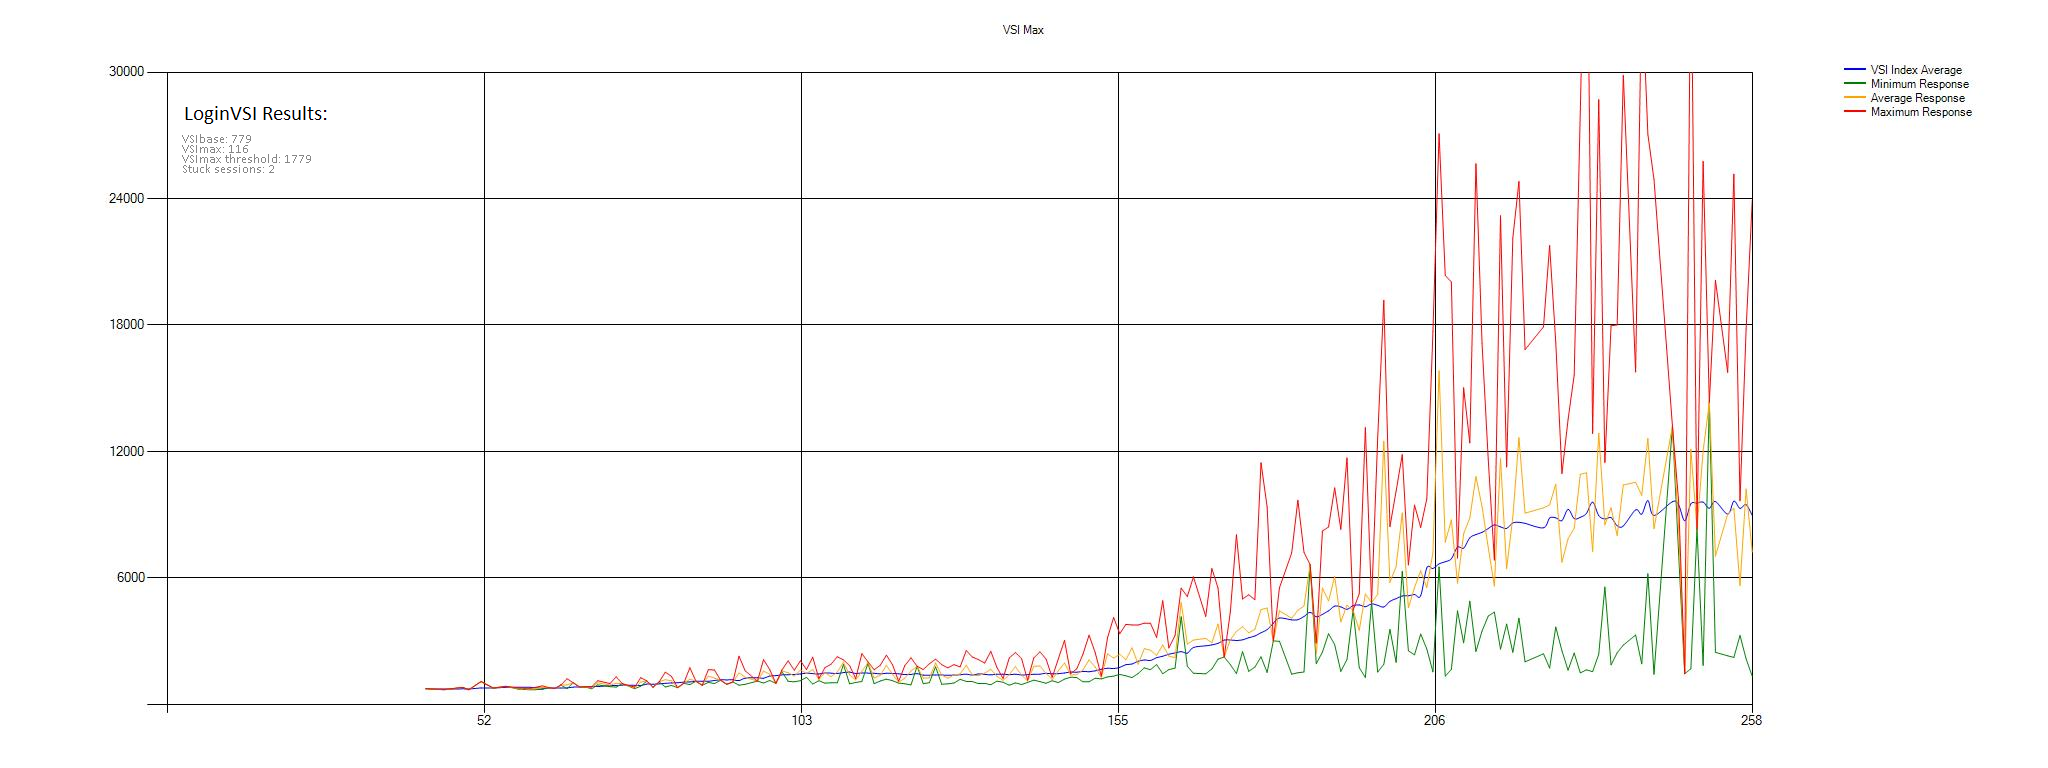 VSI Max
30000
24000
18000
12000
6000
LoginVSI Results:
VSIbase: 779
VSImax: 116
VSImax threshold: 1779
Stuck sessions: 2
VSI Index Average
Minimum Response
Average Response
Maximum Response
52
103
155
206
258